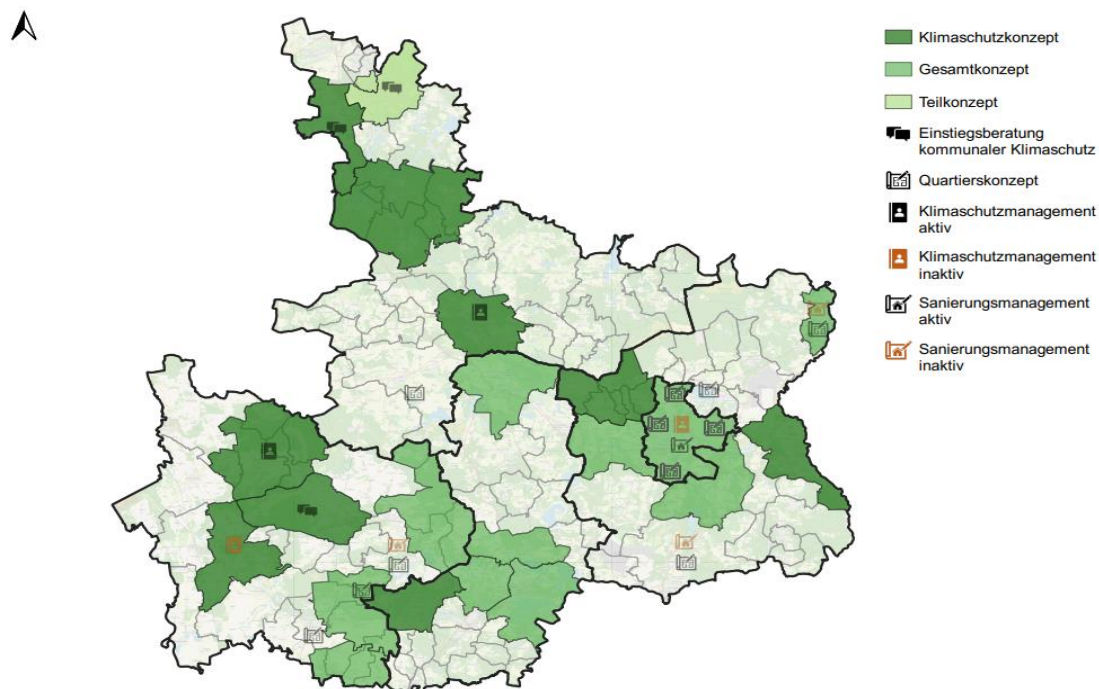 Klimaschutzkonzept
Gesamtkonzept
Teilkonzept
Einstiegsberatung
kommunaler Klimaschutz
Quartierskonzept
Klimaschutzmanagement
aktiv
Klimaschutzmanagement
inaktiv
Sanierungsmanagement
aktiv
Sanierungsmanagement
inaktiv